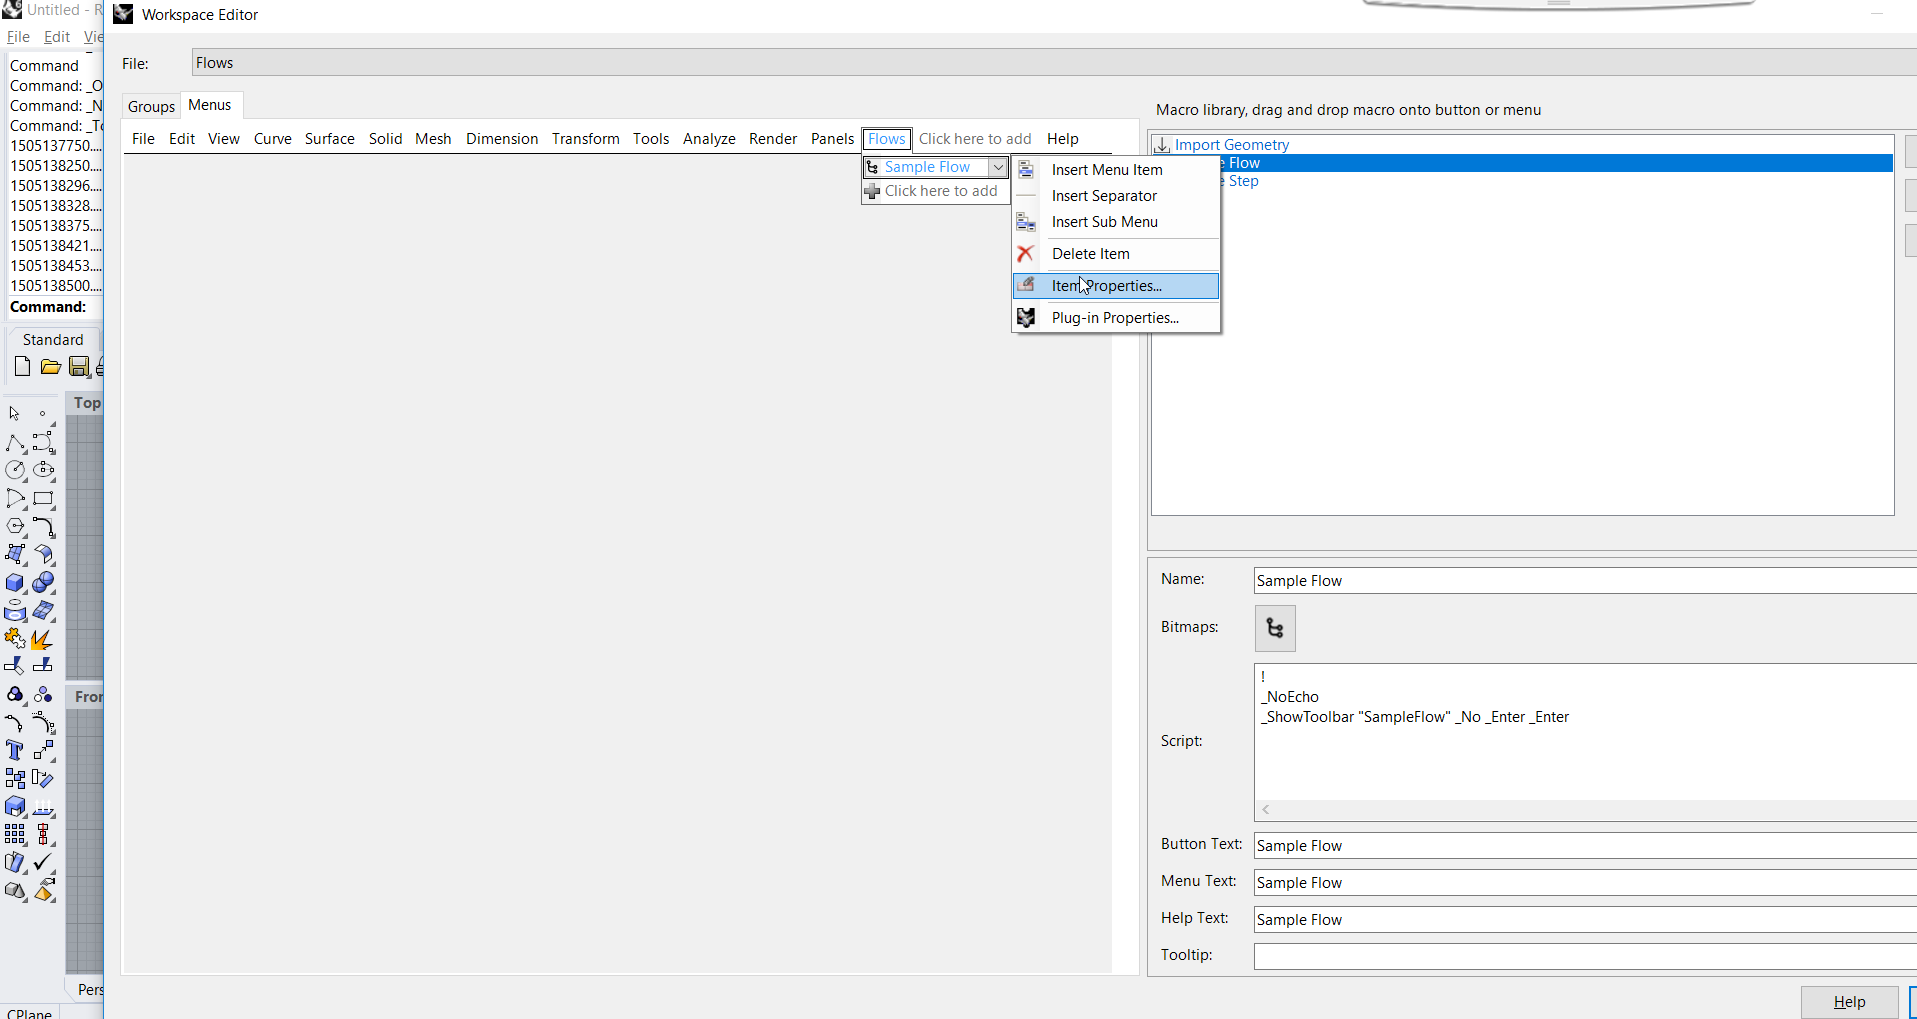 Untitled - R
Workspace Editor
File Edit Vie
File:
Flows
Command
Command: _O
Command: _N
Command: _To
1505137750....
1505138250....
1505138296....
1505138328....
1505138375....
1505138421....
1505138453....
1505138500....
Command:
Standard
Top
Fron
Pers
CPlane
Groups Menus
File Edit View Curve Surface Solid Mesh Dimension Transform Tools Analyze Render Panels Flows Click here to add Help
Sample Flow
Click here to add
Insert Menu Item
Insert Separator
Insert Sub Menu
Delete Item
Item Properties...
Plug-in Properties...
Macro library, drag and drop macro onto button or menu
Import Geometry
e Flow
e Step
Name: Sample Flow
Bitmaps:
Script:
!
_NoEcho
_ShowToolbar "SampleFlow" _No _Enter _Enter
Button Text: Sample Flow
Menu Text: Sample Flow
Help Text: Sample Flow
Tooltip:
Help